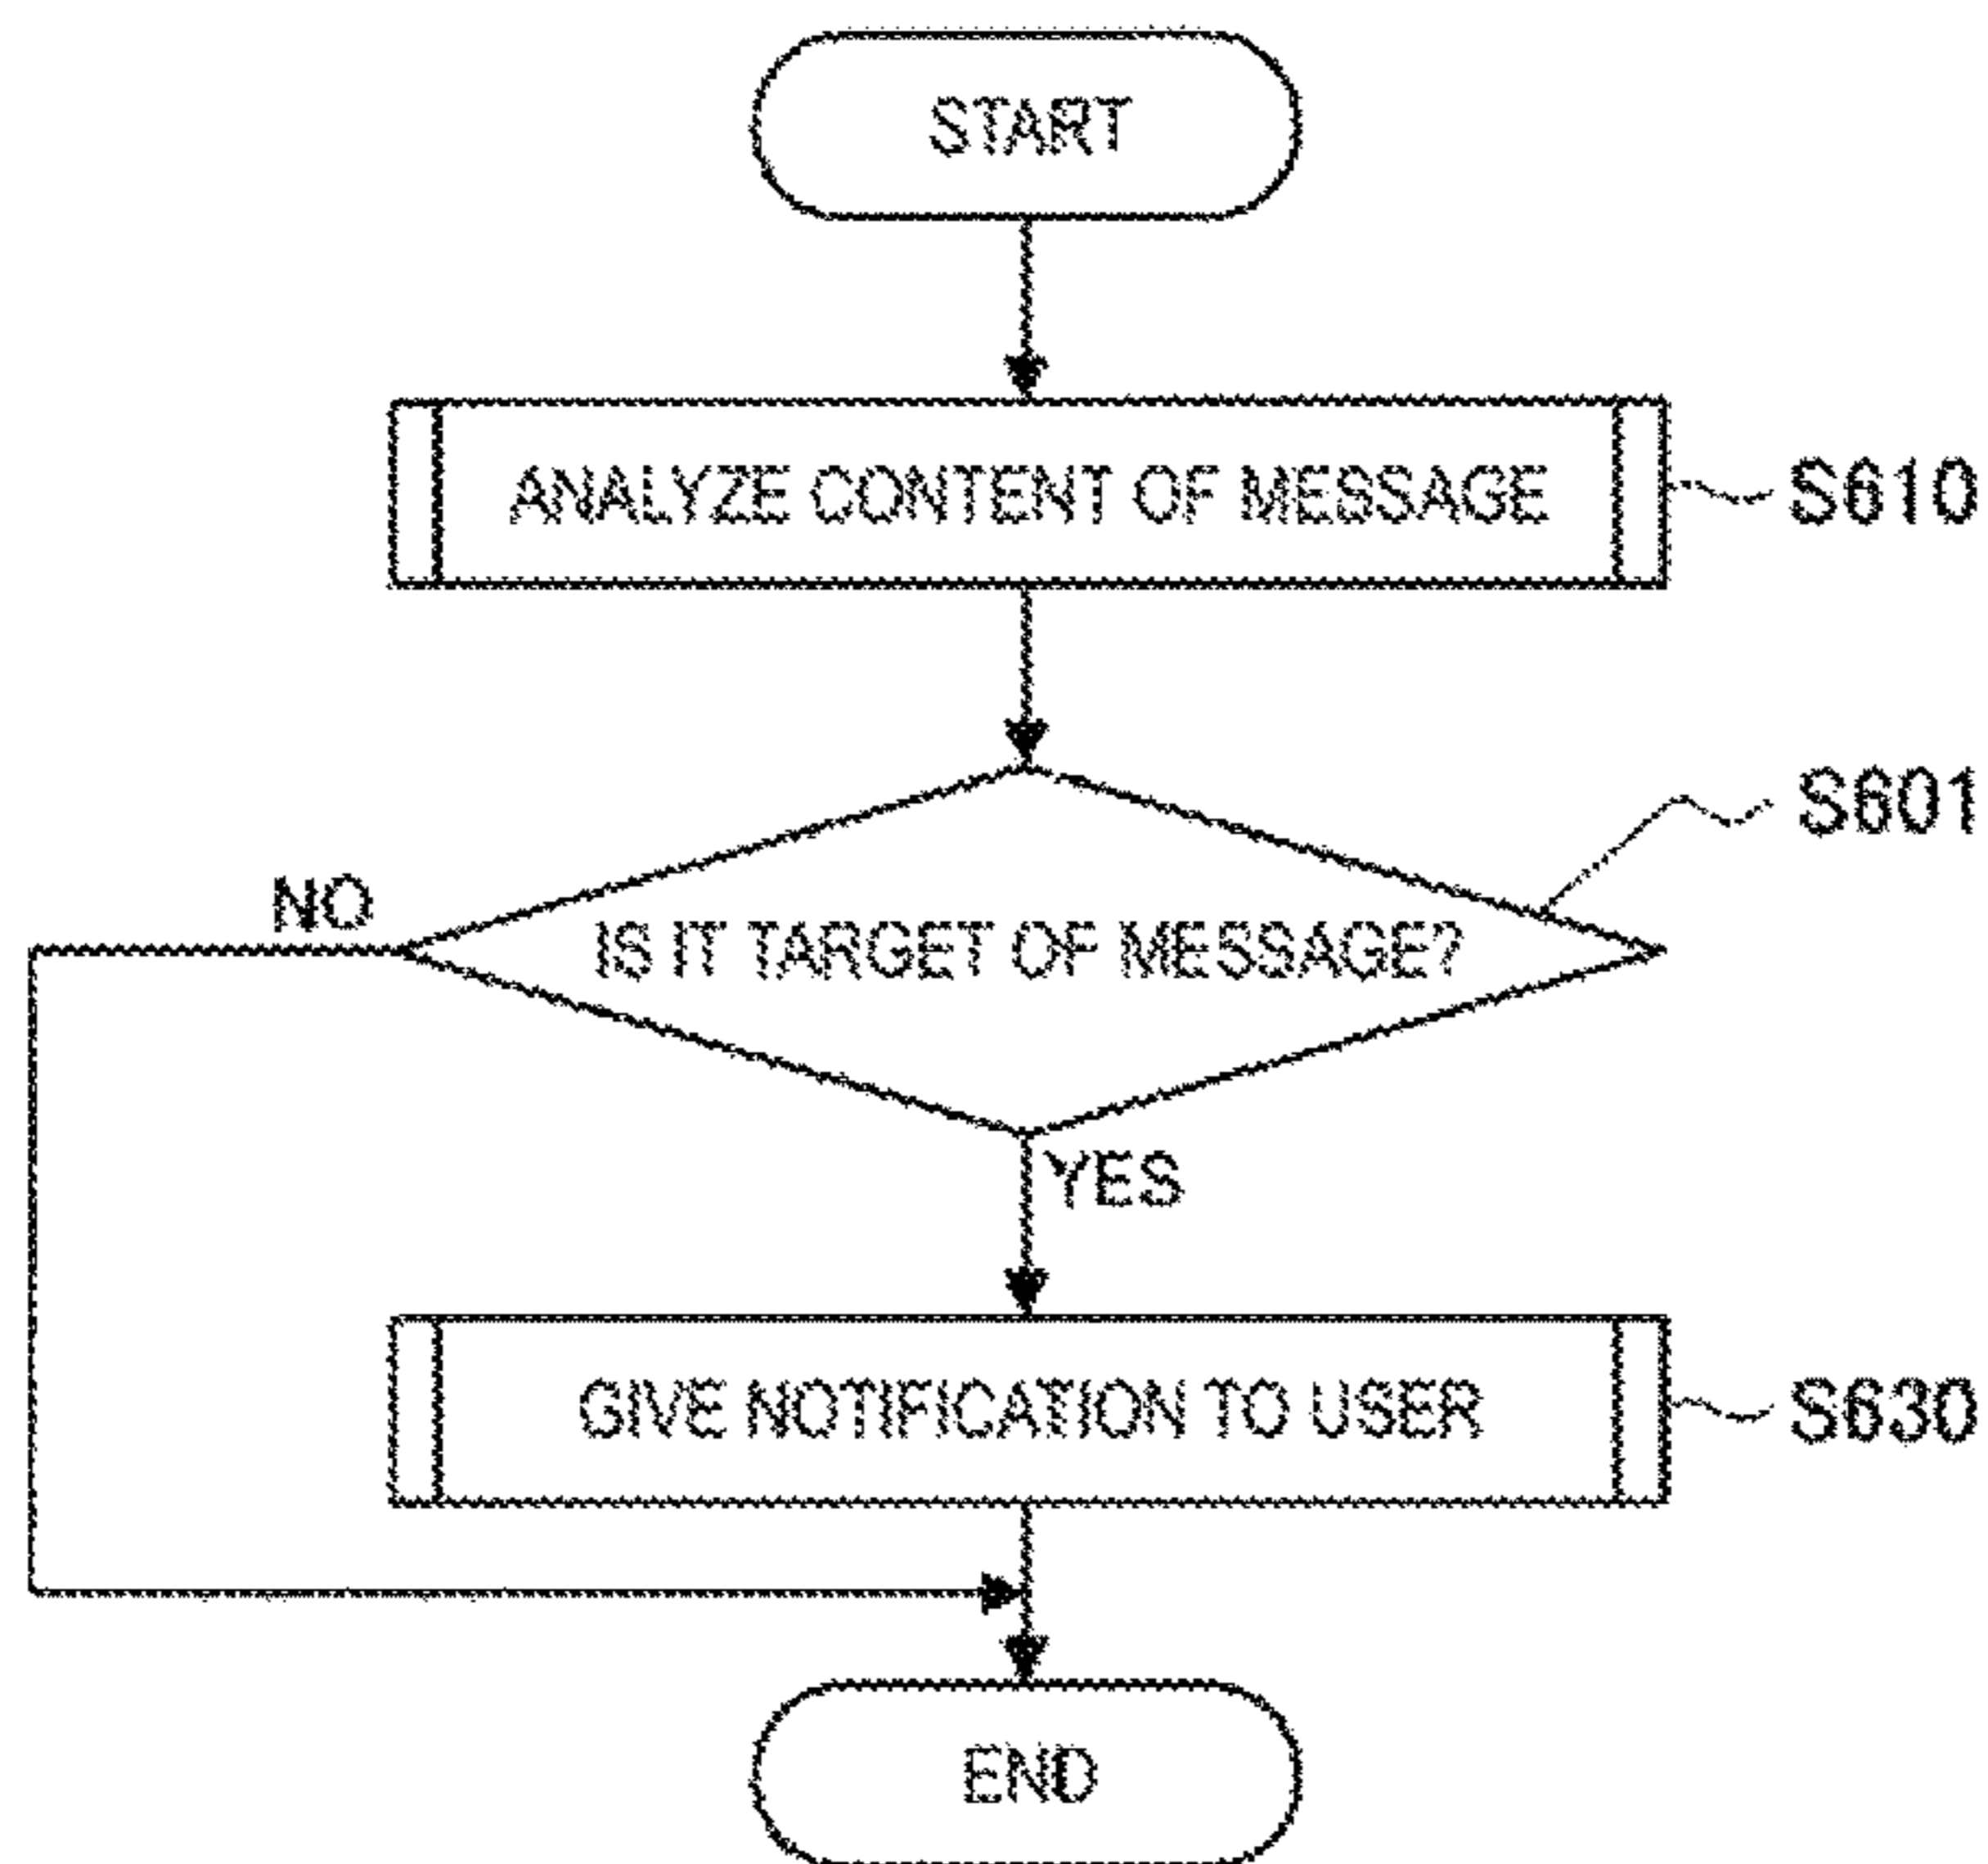 START
ANALYZE CONTENT OF MESSAGE
S610
S601
NO
IS IT TARGET OF MESSAGE?
YES
GIVE NOTIFICATION TO USER
S630
END